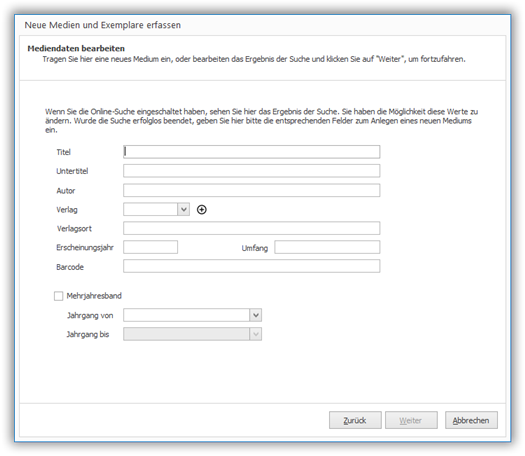 Neue Medien und Exemplare erfassen
Mediendaten bearbeiten
Tragen Sie hier eine neues Medium ein, oder bearbeiten das Ergebnis der Suche und klicken Sie auf "Weiter", um fortzufahren.
Wenn Sie die Online-Suche eingeschaltet haben, sehen Sie hier das Ergebnis der Suche. Sie haben die Möglichkeit diese Werte zu
ändern. Wurde die Suche erfolglos beendet, geben Sie hier bitte die entsprechenden Felder zum Anlegen eines neuen Mediums
ein.
Titel
Untertitel
Autor
Verlag
Verlagsort
Erscheinungsjahr Umfang
Barcode
Mehrjahresband
Jahrgang von
Jahrgang bis
Zurück Weiter Abbrechen